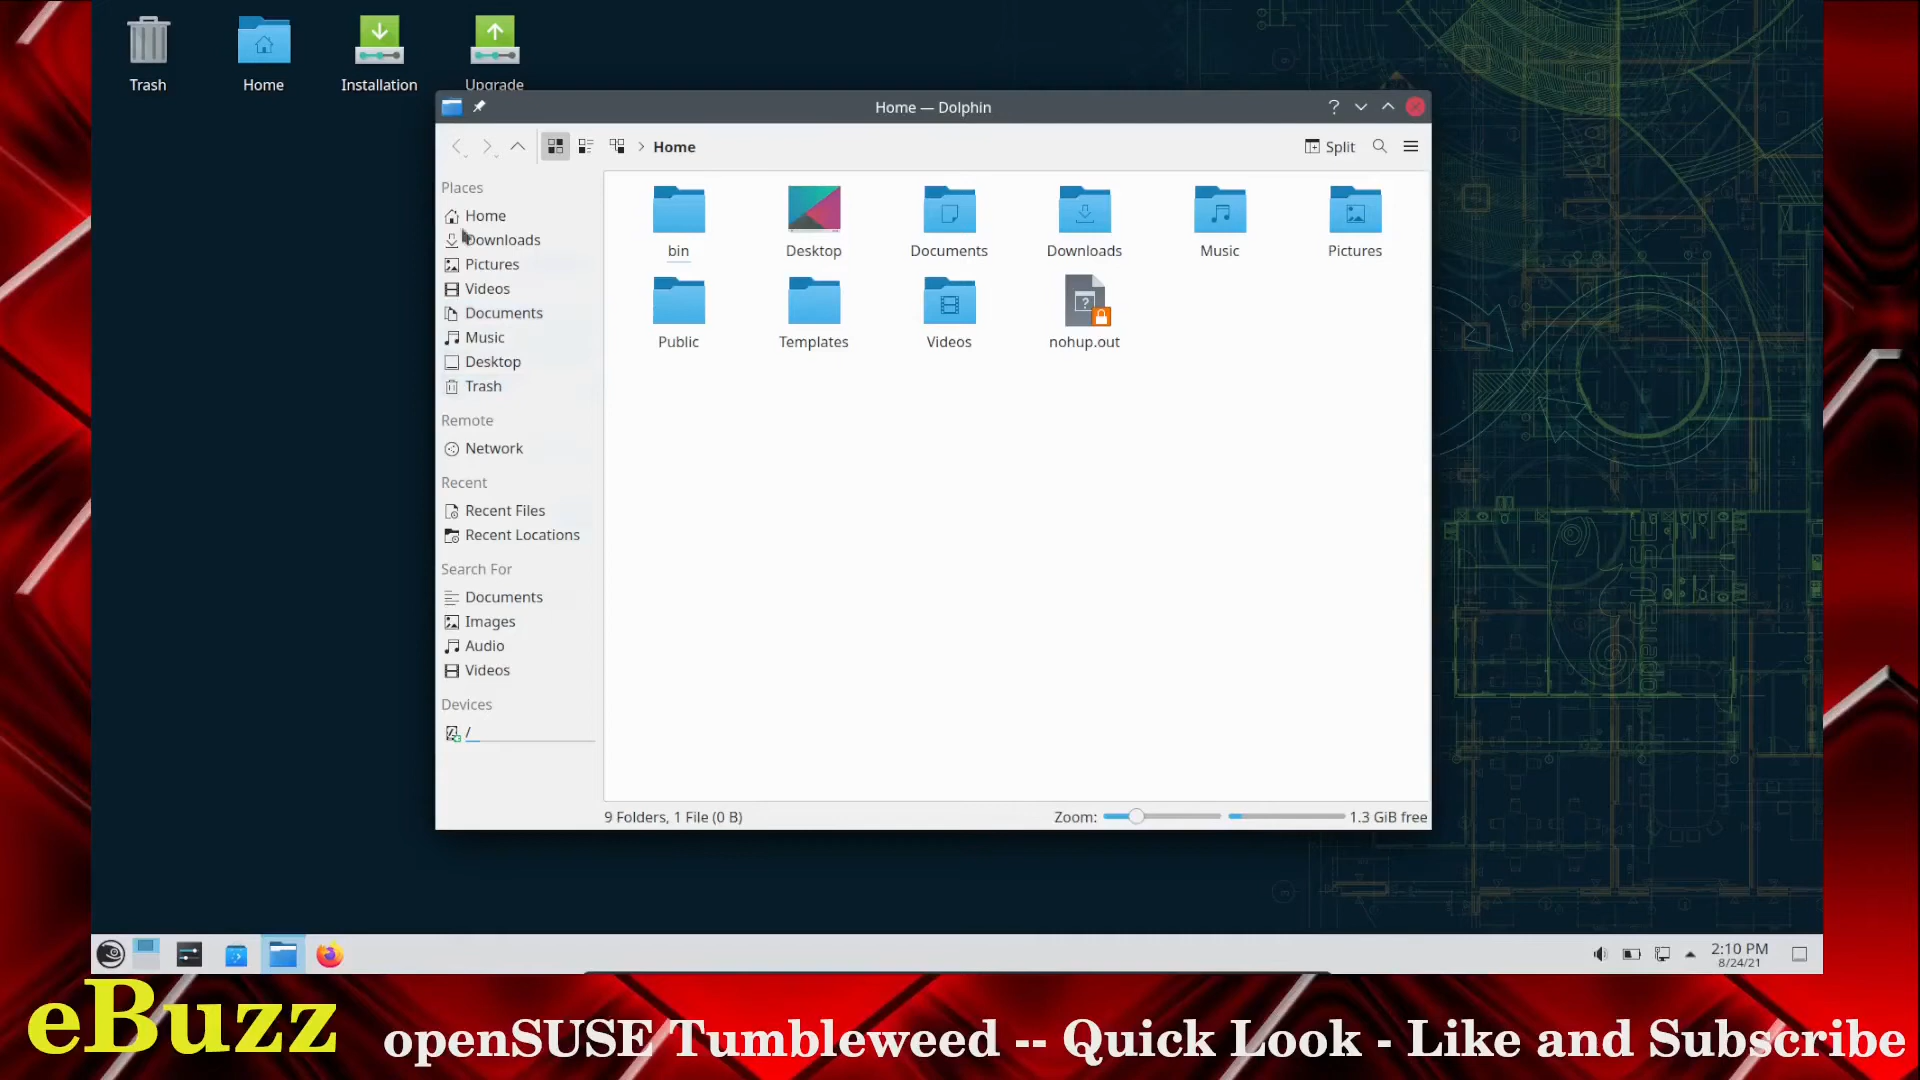 Trash
Home
Installation
Upgrade
Home — Dolphin
Home
Split
Places
Home
Downloads
Pictures
Videos
Documents
Music
Desktop
Trash
Remote
Network
Recent
Recent Files
Recent Locations
Search For
Documents
Images
Audio
Videos
Devices
/
bin
Desktop
Documents
Downloads
Music
Pictures
Public
Templates
Videos
nohup.out
9 Folders, 1 File (0 B)
Zoom:
1.3 GiB free
openSUSE
2:10 PM
8/24/21
eBuzz
openSUSE Tumbleweed -- Quick Look - Like and Subscribe